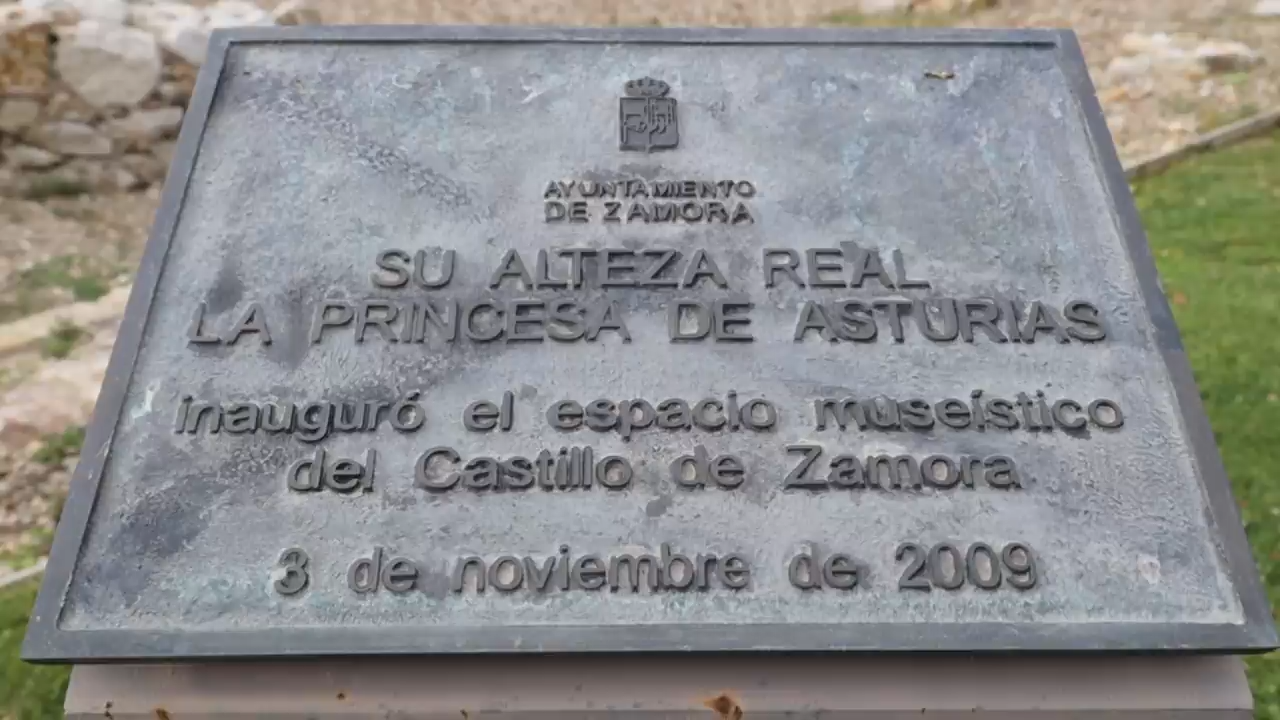 AYUNTAMIENTO
DE ZAMORA
SU ALTEZA REAL
LA PRINCESA DE ASTURIAS
inauguró el espacio museístico
del Castillo de Zamora
3 de noviembre de 2009